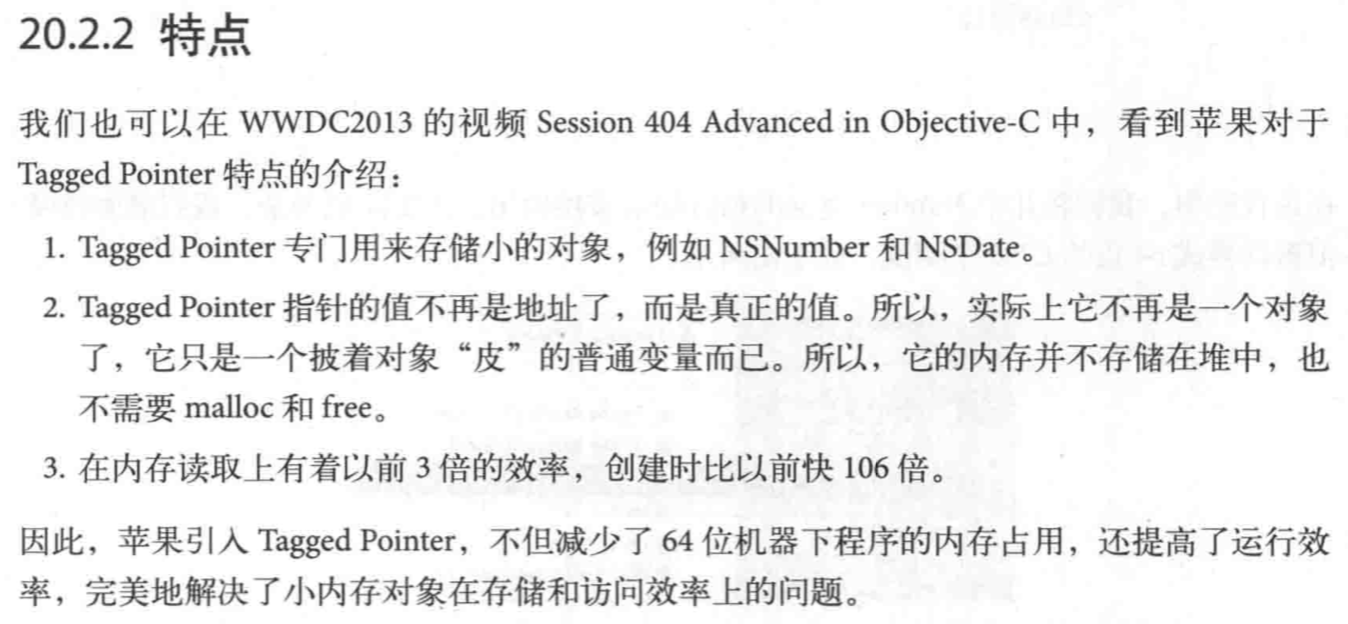 20.2.2 特点
我们也可以在 WWDC2013 的视频 Session 404 Advanced in Objective-C 中，看到苹果对于
Tagged Pointer 特点的介绍：
1. Tagged Pointer 专门用来存储小的对象，例如 NSNumber 和 NSDate。
2. Tagged Pointer 指针的值不再是地址了，而是真正的值。所以，实际上它不再是一个对象
了，它只是一个披着对象“皮”的普通变量而已。所以，它的内存并不存储在堆中，也
不需要 malloc 和 free。
3. 在内存读取上有着以前 3 倍的效率，创建时比以前快 106 倍。
因此，苹果引入 Tagged Pointer，不但减少了 64 位机器下程序的内存占用，还提高了运行效
率，完美地解决了小内存对象在存储和访问效率上的问题。